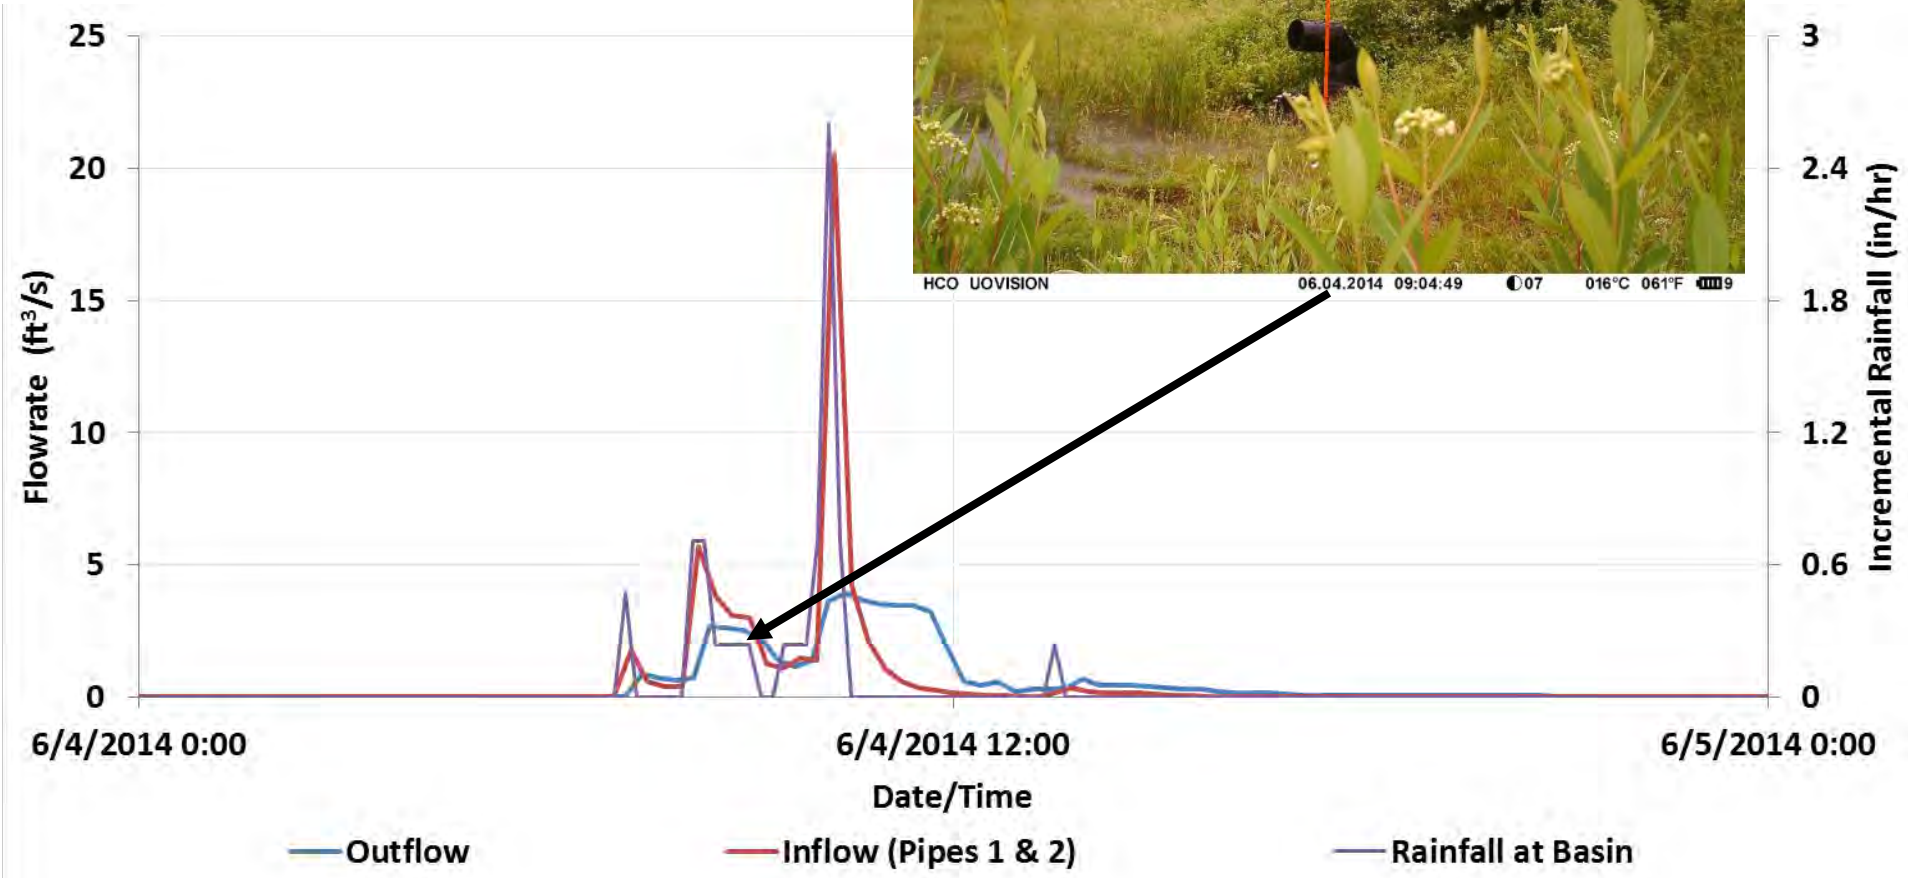 25
20
15
10
5
0
Flowrate (ft³/s)
3
2.4
1.8
1.2
0.6
0
Incremental Rainfall (in/hr)
HCO UOVISION 06.04.2014 09:04:49 07 016°C 061°F 9
6/4/2014 0:00 6/4/2014 12:00 6/5/2014 0:00
Date/Time
Outflow Inflow (Pipes 1 & 2) Rainfall at Basin